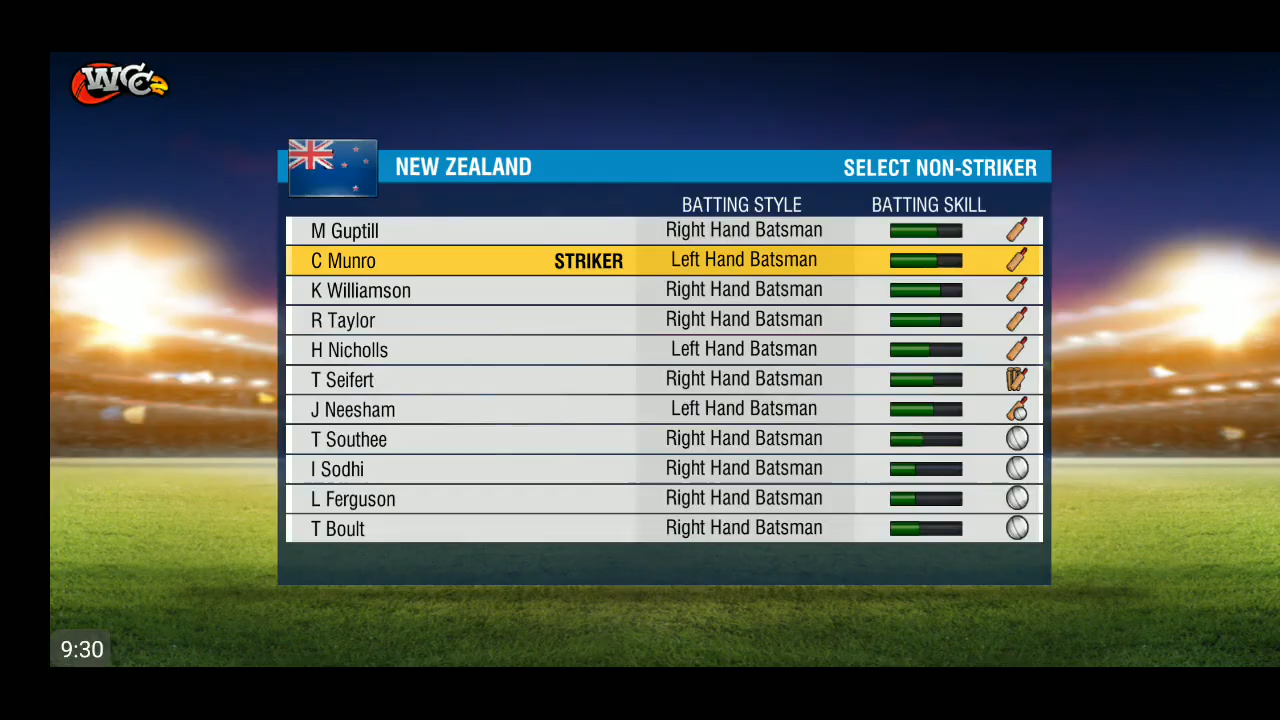 WCC
NEW ZEALAND SELECT NON-STRIKER
BATTING STYLE BATTING SKILL
M Guptill Right Hand Batsman
C Munro STRIKER Left Hand Batsman
K Williamson Right Hand Batsman
R Taylor Right Hand Batsman
H Nicholls Left Hand Batsman
T Seifert Right Hand Batsman
J Neesham Left Hand Batsman
T Southee Right Hand Batsman
I Sodhi Right Hand Batsman
L Ferguson Right Hand Batsman
T Boult Right Hand Batsman
9:30